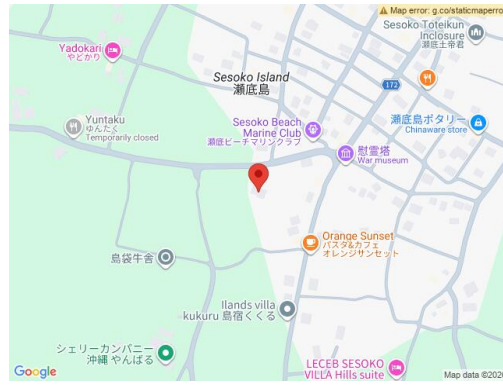 Map error: g.co/staticmaperro
Sesoko Toteikun
Inclosure
瀬底土帝君
Yadokari
やどかり
Sesoko Island
瀬底島
172
Yuntaku
ゆんたく
Temporarily closed
Sesoko Beach
Marine Club
瀬底ビーチマリンクラブ
瀬底島ポタリー
Chinaware store
慰霊塔
War museum
Orange Sunset
パスタ&カフェ
オレンジサンセット
島袋牛舎
Ilands villa
kukuru 島宿くくる
シェリーカンパニー
沖縄 やんばる
LECEB SESOKO
VILLA Hills suite
Google
Map data ©202